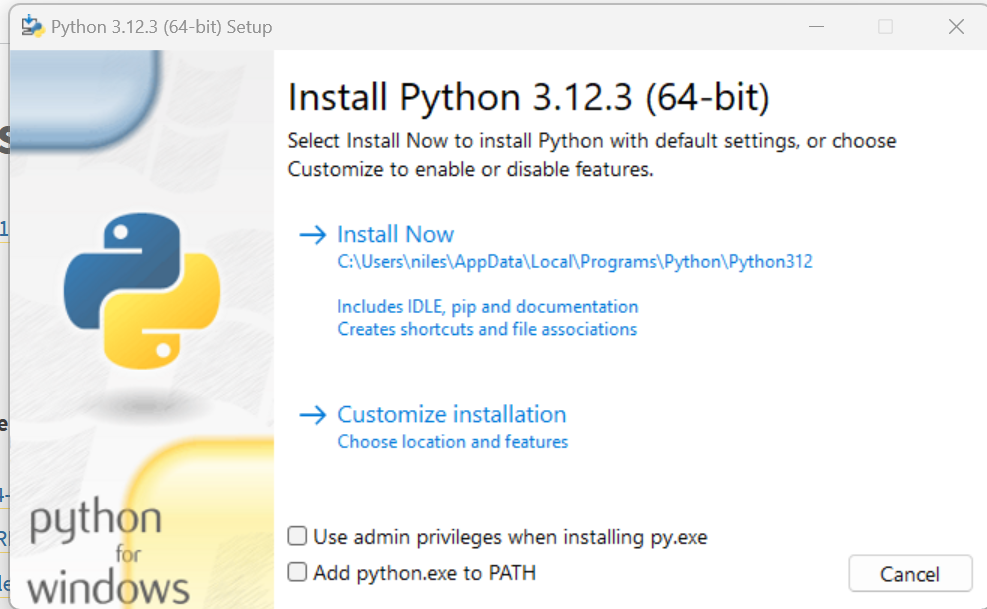 Python 3.12.3 (64-bit) Setup
Install Python 3.12.3 (64-bit)
Select Install Now to install Python with default settings, or choose
Customize to enable or disable features.
Install Now
C:\Users\niles\AppData\Local\Programs\Python\Python312
Includes IDLE, pip and documentation
Creates shortcuts and file associations
Customize installation
Choose location and features
python
for
windows
Use admin privileges when installing py.exe
Add python.exe to PATH
Cancel